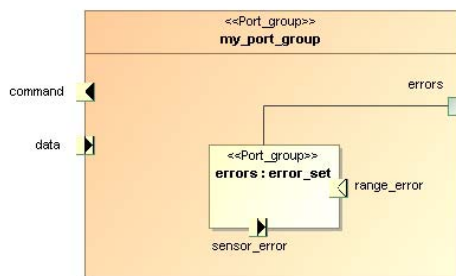 <<Port_group>>
my_port_group
command
errors
data
<<Port_group>>
errors : error_set
range_error
sensor_error